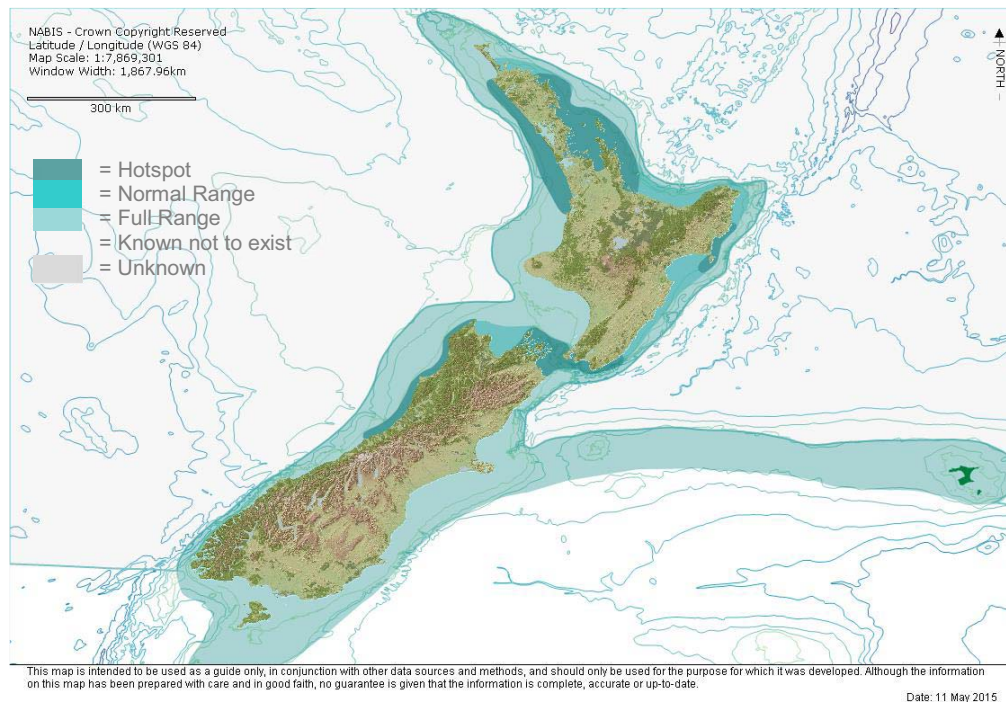 NABIS - Crown Copyright Reserved
Latitude / Longitude (WGS 84)
Map Scale: 1:7,869,301
Window Width: 1,867.96km
300 km
NORTH
= Hotspot
= Normal Range
= Full Range
= Known not to exist
= Unknown
This map is intended to be used as a guide only, in conjunction with other data sources and methods, and should only be used for the purpose for which it was developed. Although the information
on this map has been prepared with care and in good faith, no guarantee is given that the information is complete, accurate or up-to-date.
Date: 11 May 2015